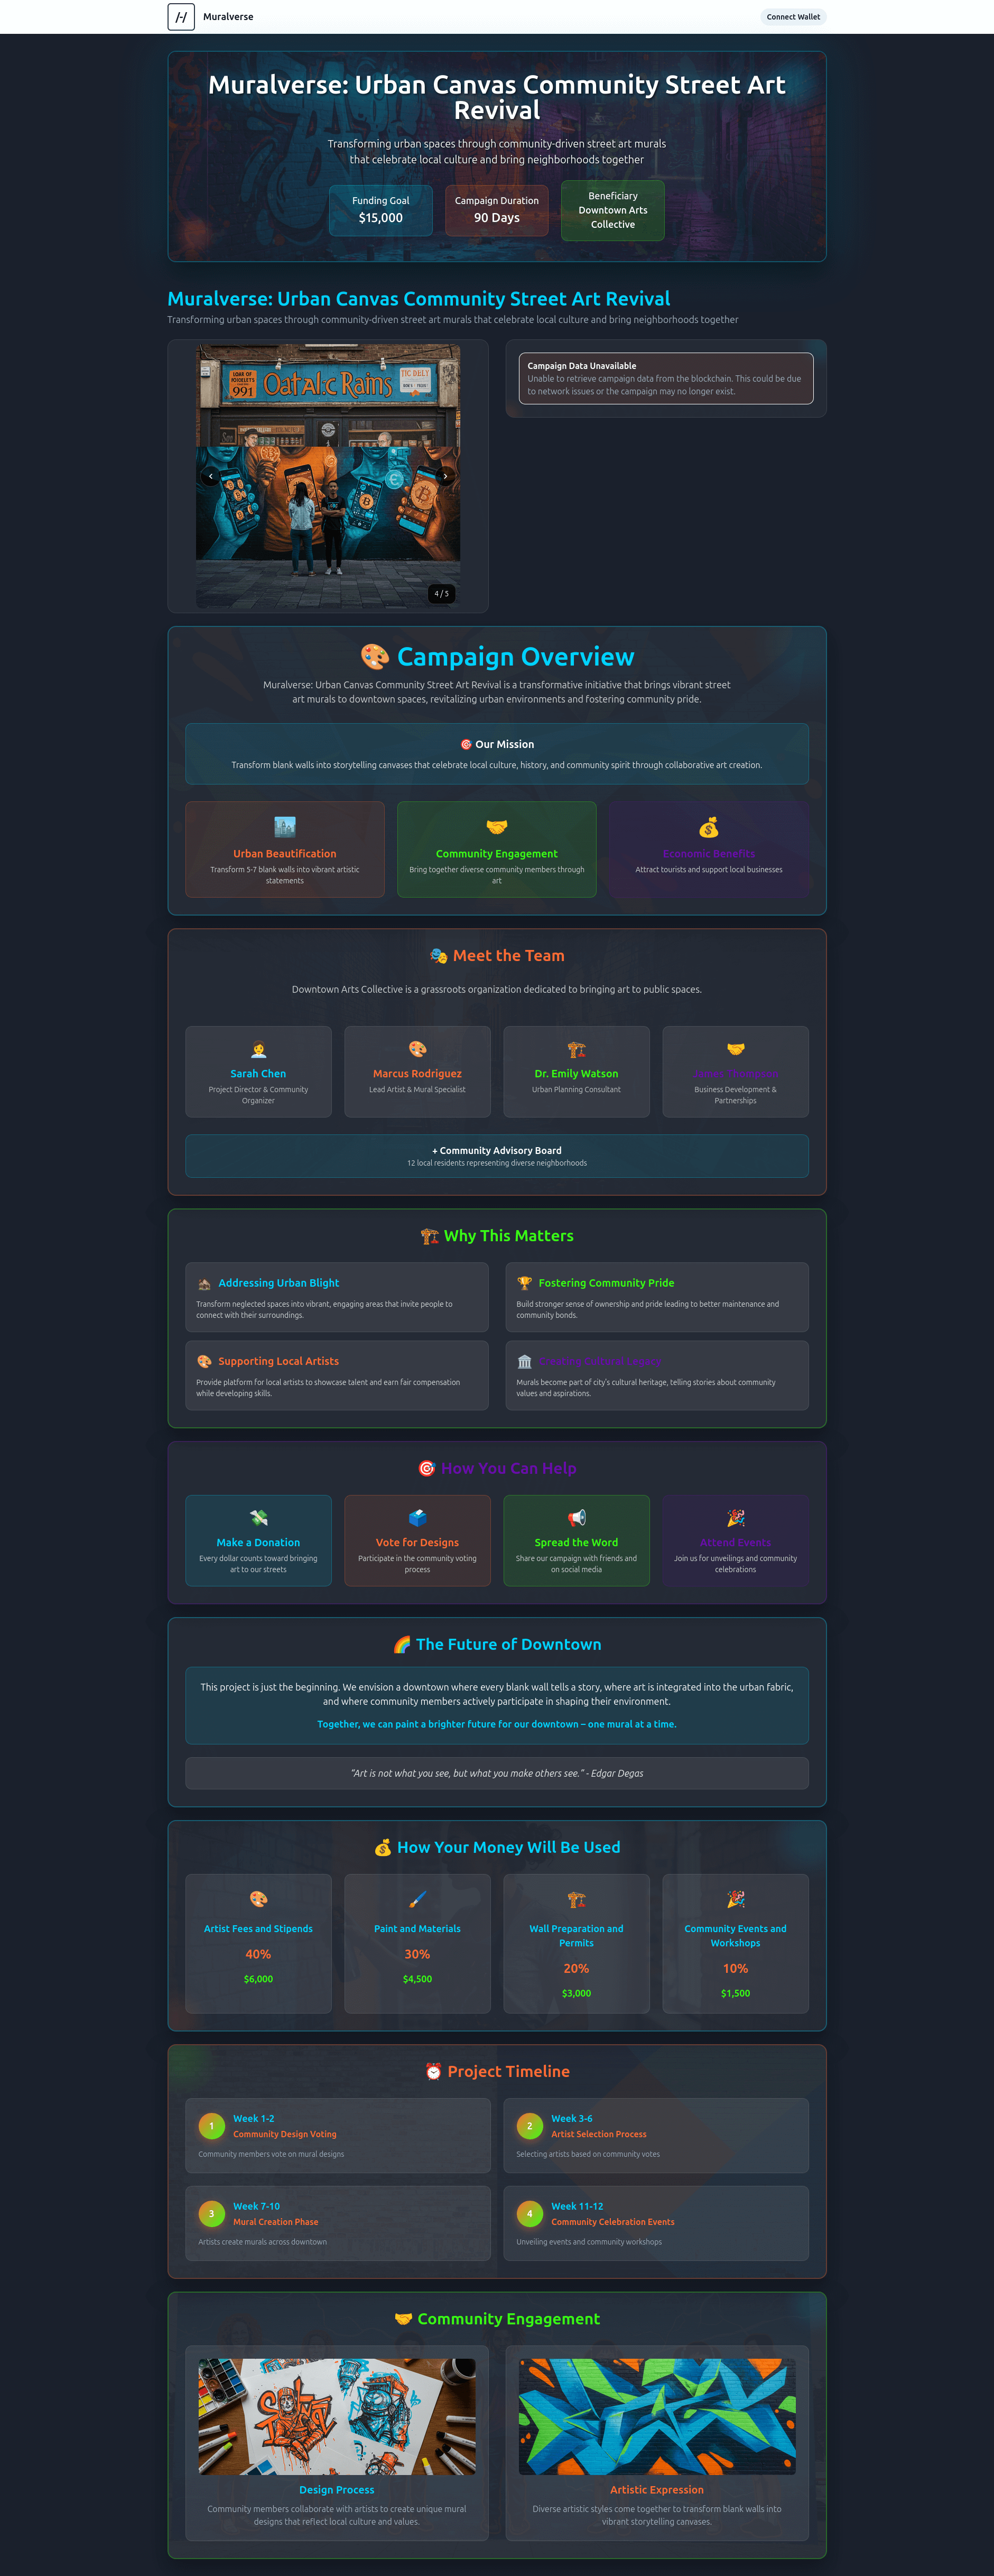 Muralverse
Connect Wallet
Muralverse: Urban Canvas Community Street Art
Revival
Transforming urban spaces through community-driven street art murals
that celebrate local culture and bring neighborhoods together
Funding Goal
$15,000
Campaign Duration
90 Days
Beneficiary
Downtown Arts
Collective
Muralverse: Urban Canvas Community Street Art Revival
Transforming urban spaces through community-driven street art murals that celebrate local culture and bring neighborhoods together
991
Oatal:c Rams
4 / 5
Campaign Data Unavailable
Unable to retrieve campaign data from the blockchain. This could be due
to network issues or the campaign may no longer exist.
🎨 Campaign Overview
Muralverse: Urban Canvas Community Street Art Revival is a transformative initiative that brings vibrant street
art murals to downtown spaces, revitalizing urban environments and fostering community pride.
🎯 Our Mission
Transform blank walls into storytelling canvases that celebrate local culture, history, and community spirit through collaborative art creation.
Urban Beautification
Transform 5-7 blank walls into vibrant artistic
statements
Community Engagement
Bring together diverse community members through
art
Economic Benefits
Attract tourists and support local businesses
🎭 Meet the Team
Downtown Arts Collective is a grassroots organization dedicated to bringing art to public spaces.
Sarah Chen
Project Director & Community
Organizer
Marcus Rodriguez
Lead Artist & Mural Specialist
Dr. Emily Watson
Urban Planning Consultant
Business Development &
Partnerships
+ Community Advisory Board
12 local residents representing diverse neighborhoods
🏗️ Why This Matters
Addressing Urban Blight
Transform neglected spaces into vibrant, engaging areas that invite people to
connect with their surroundings.
Fostering Community Pride
Build stronger sense of ownership and pride leading to better maintenance and
community bonds.
Supporting Local Artists
Provide platform for local artists to showcase talent and earn fair compensation
while developing skills.
Creating Cultural Legacy
Murals become part of city's cultural heritage, telling stories about community
values and aspirations.
🎯 How You Can Help
Make a Donation
Every dollar counts toward bringing
art to our streets
Vote for Designs
Participate in the community voting
process
Spread the Word
Share our campaign with friends and
on social media
Attend Events
Join us for unveilings and community
celebrations
🌈 The Future of Downtown
This project is just the beginning. We envision a downtown where every blank wall tells a story, where art is integrated into the urban fabric,
and where community members actively participate in shaping their environment.
Together, we can paint a brighter future for our downtown – one mural at a time.
"Art is not what you see, but what you make others see." - Edgar Degas
💰 How Your Money Will Be Used
Artist Fees and Stipends
40%
$6,000
Paint and Materials
30%
$4,500
Wall Preparation and
Permits
20%
$3,000
Community Events and
Workshops
10%
$1,500
⏰ Project Timeline
1
Week 1-2
Community Design Voting
Community members vote on mural designs
2
Week 3-6
Artist Selection Process
Selecting artists based on community votes
3
Week 7-10
Mural Creation Phase
Artists create murals across downtown
4
Week 11-12
Community Celebration Events
Unveiling events and community workshops
🤝 Community Engagement
Design Process
Community members collaborate with artists to create unique mural
designs that reflect local culture and values.
Artistic Expression
Diverse artistic styles come together to transform blank walls into
vibrant storytelling canvases.